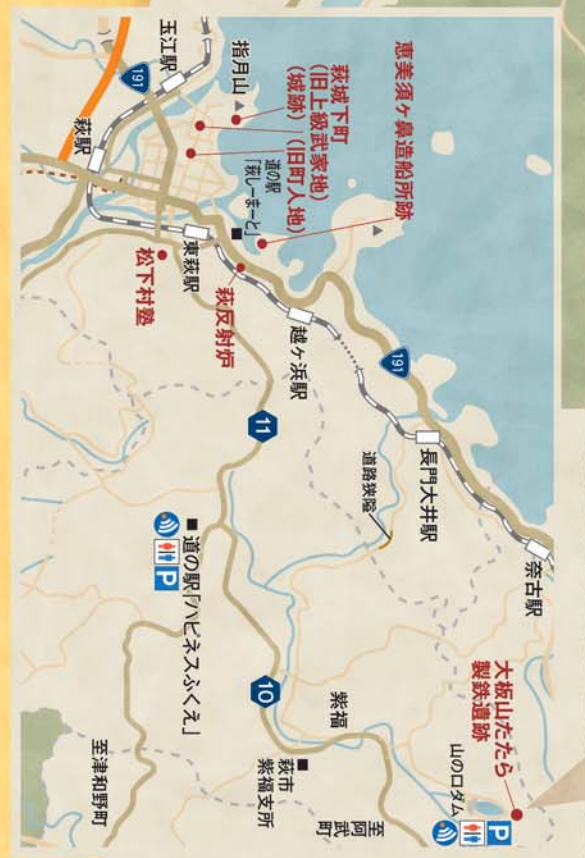 玉江駅
191
萩駅
指月山
萩城下町
（旧上級武家地）
（城跡）
（旧町人地）
道の駅
「萩しーまーと」
恵美須ヶ鼻造船所跡
東萩駅
松下村塾
萩反射炉
越ヶ浜駅
191
11
長門大井駅
道路狭隘
奈古駅
道の駅「ハピネスふくえ」
P
10
紫福
萩市
紫福支所
大板山たたら
製鉄遺跡
山の口ダム
P
至
阿武町
至津和野町